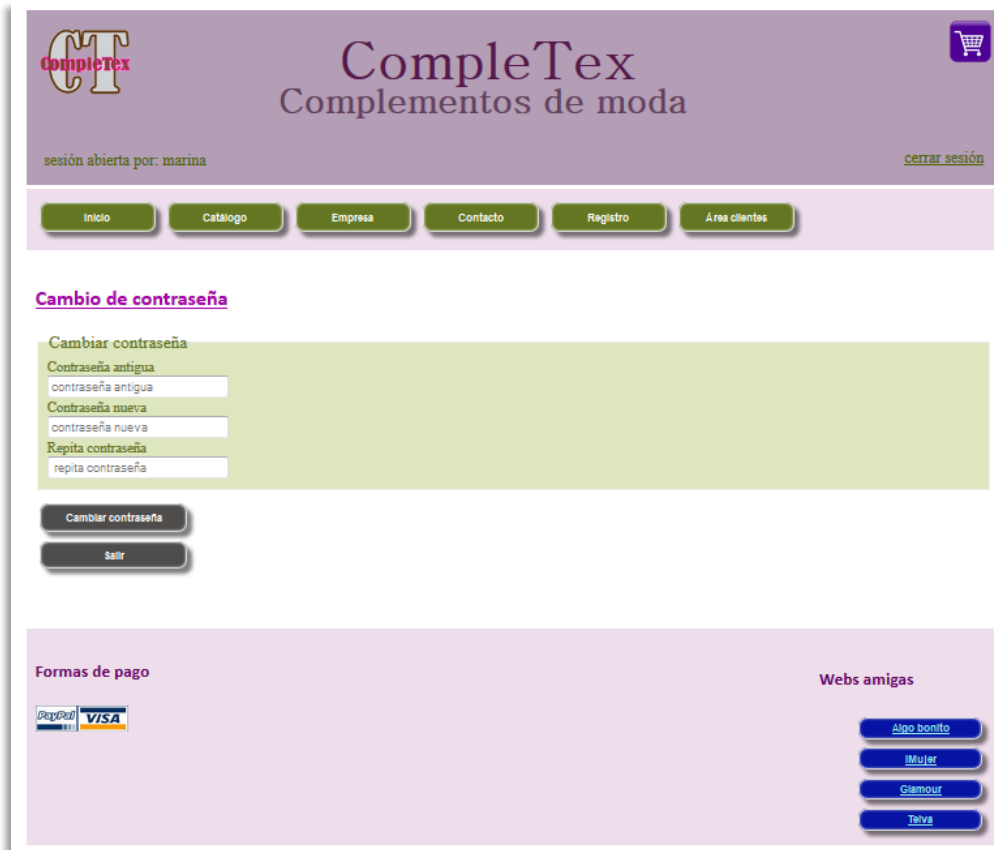 CT
CompleTex
CompleTex
Complementos de moda
sesión abierta por: marina
cerrar sesión
Inicio
Catálogo
Empresa
Contacto
Registro
Área clientes
Cambio de contraseña
Cambiar contraseña
Contraseña antigua
contraseña antigua
Contraseña nueva
contraseña nueva
Repita contraseña
repita contraseña
Cambiar contraseña
Salir
Formas de pago
Webs amigas
PayPal VISA
Algo bonito
IMujer
Glamour
Telva